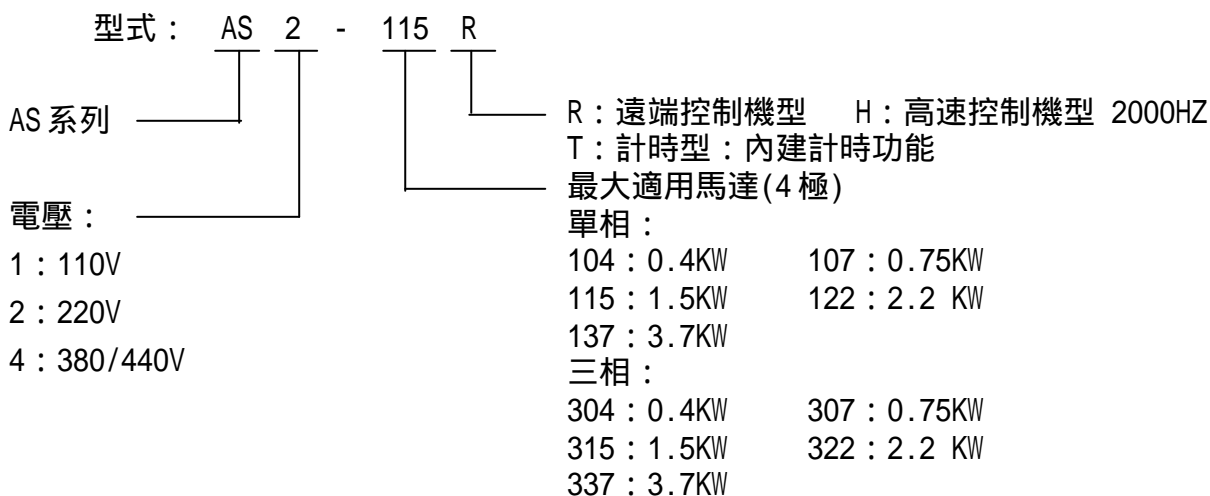 型式： AS 2 - 115 R
AS系列
電壓：
1：110V
2：220V
4：380/440V
R：遠端控制機型 H：高速控制機型 2000HZ
T：計時型：內建計時功能
最大適用馬達(4極)
單相：
104：0.4KW 107：0.75KW
115：1.5KW 122：2.2 KW
137：3.7KW
三相：
304：0.4KW 307：0.75KW
315：1.5KW 322：2.2 KW
337：3.7KW